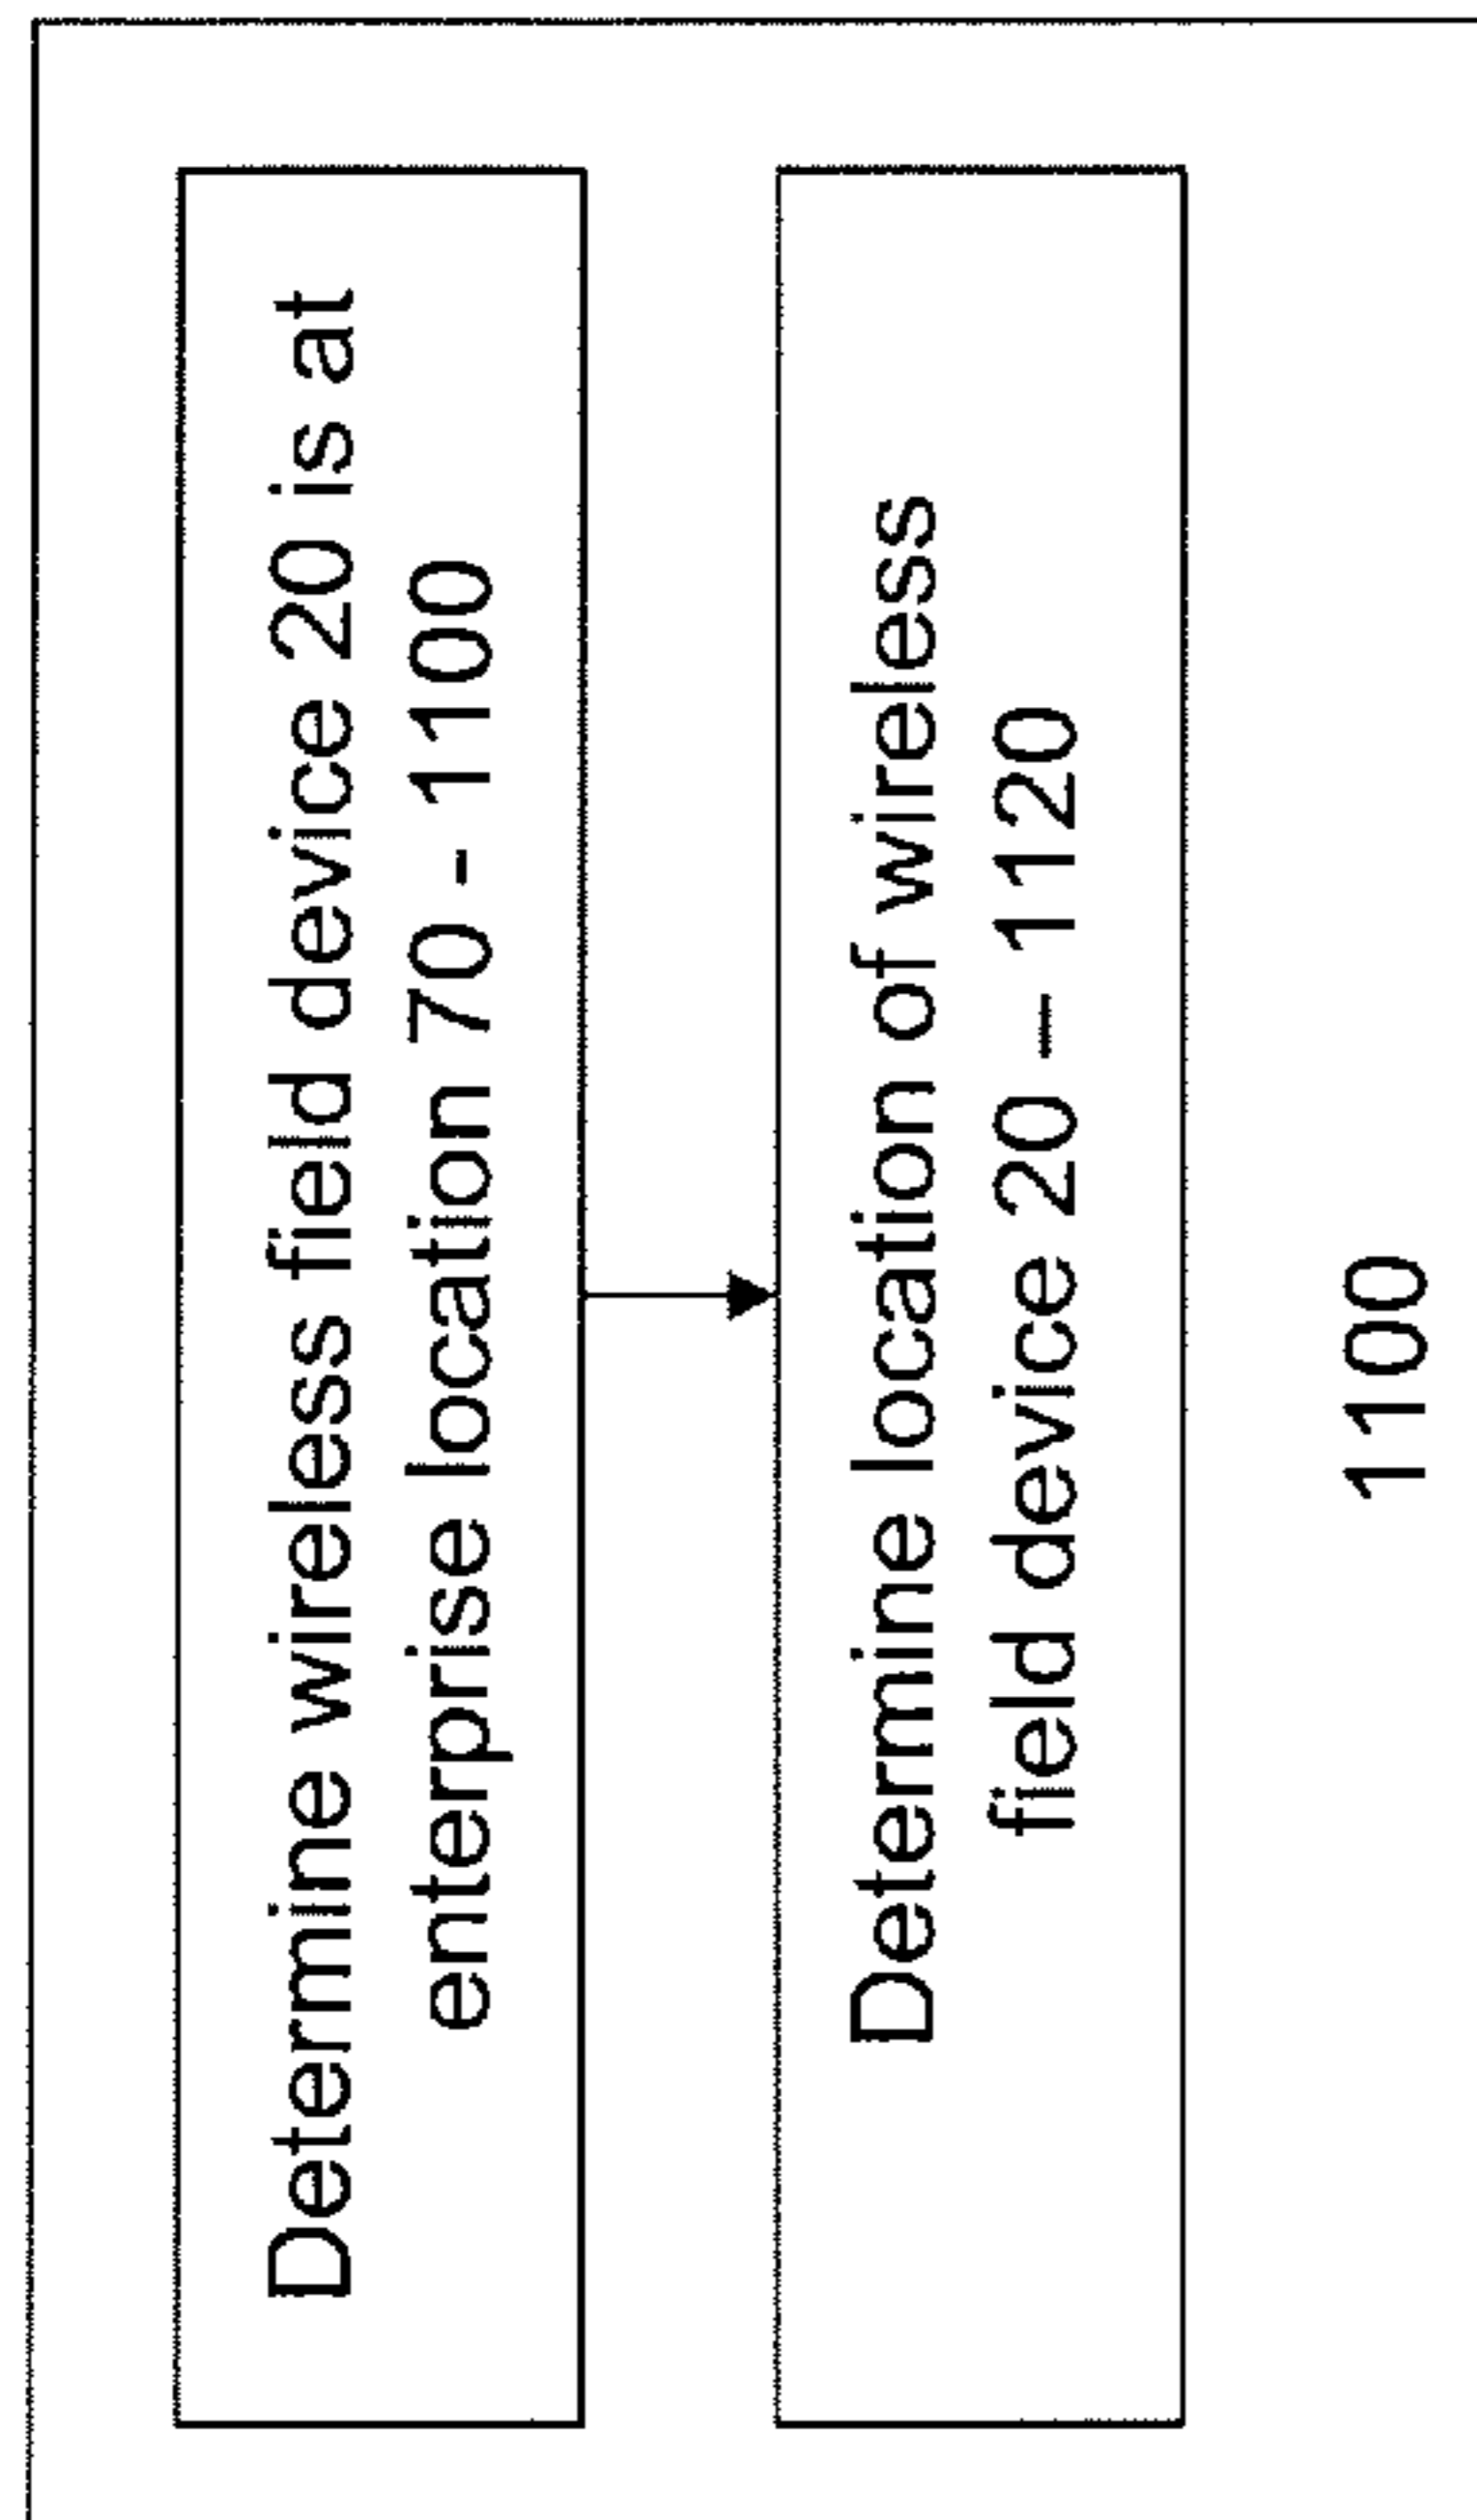 Determine wireless field device 20 is at
enterprise location 70 - 1100
Determine location of wireless
field device 20 – 1120
1100